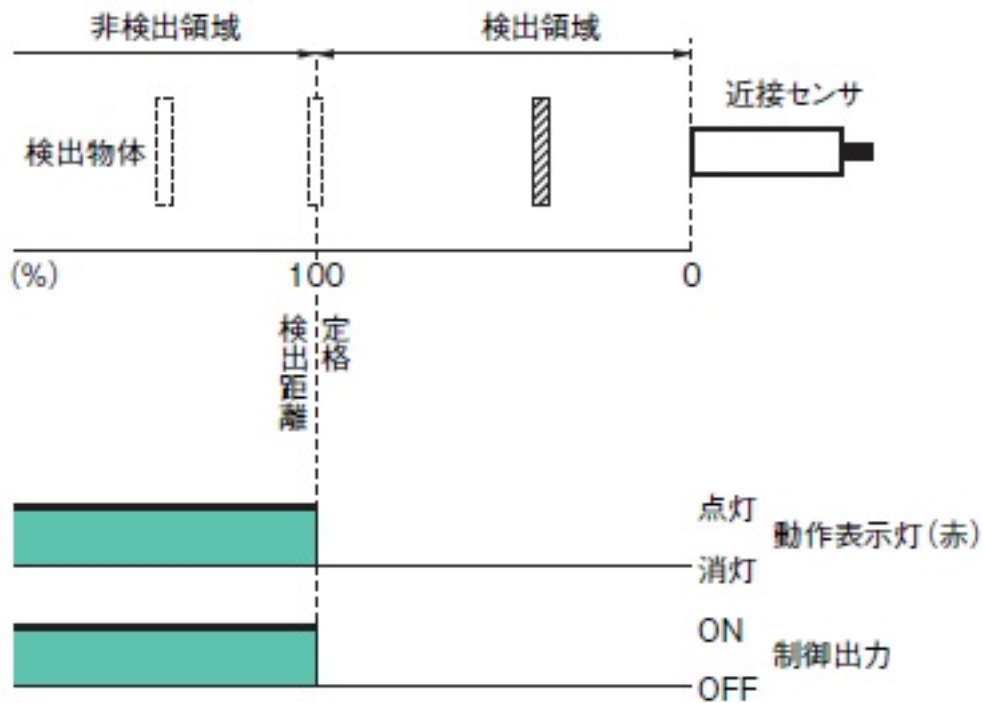 非検出領域
検出領域
近接センサ
検出物体
(%)
100
0
定格
検出距離
点灯
動作表示灯(赤)
消灯
ON
制御出力
OFF